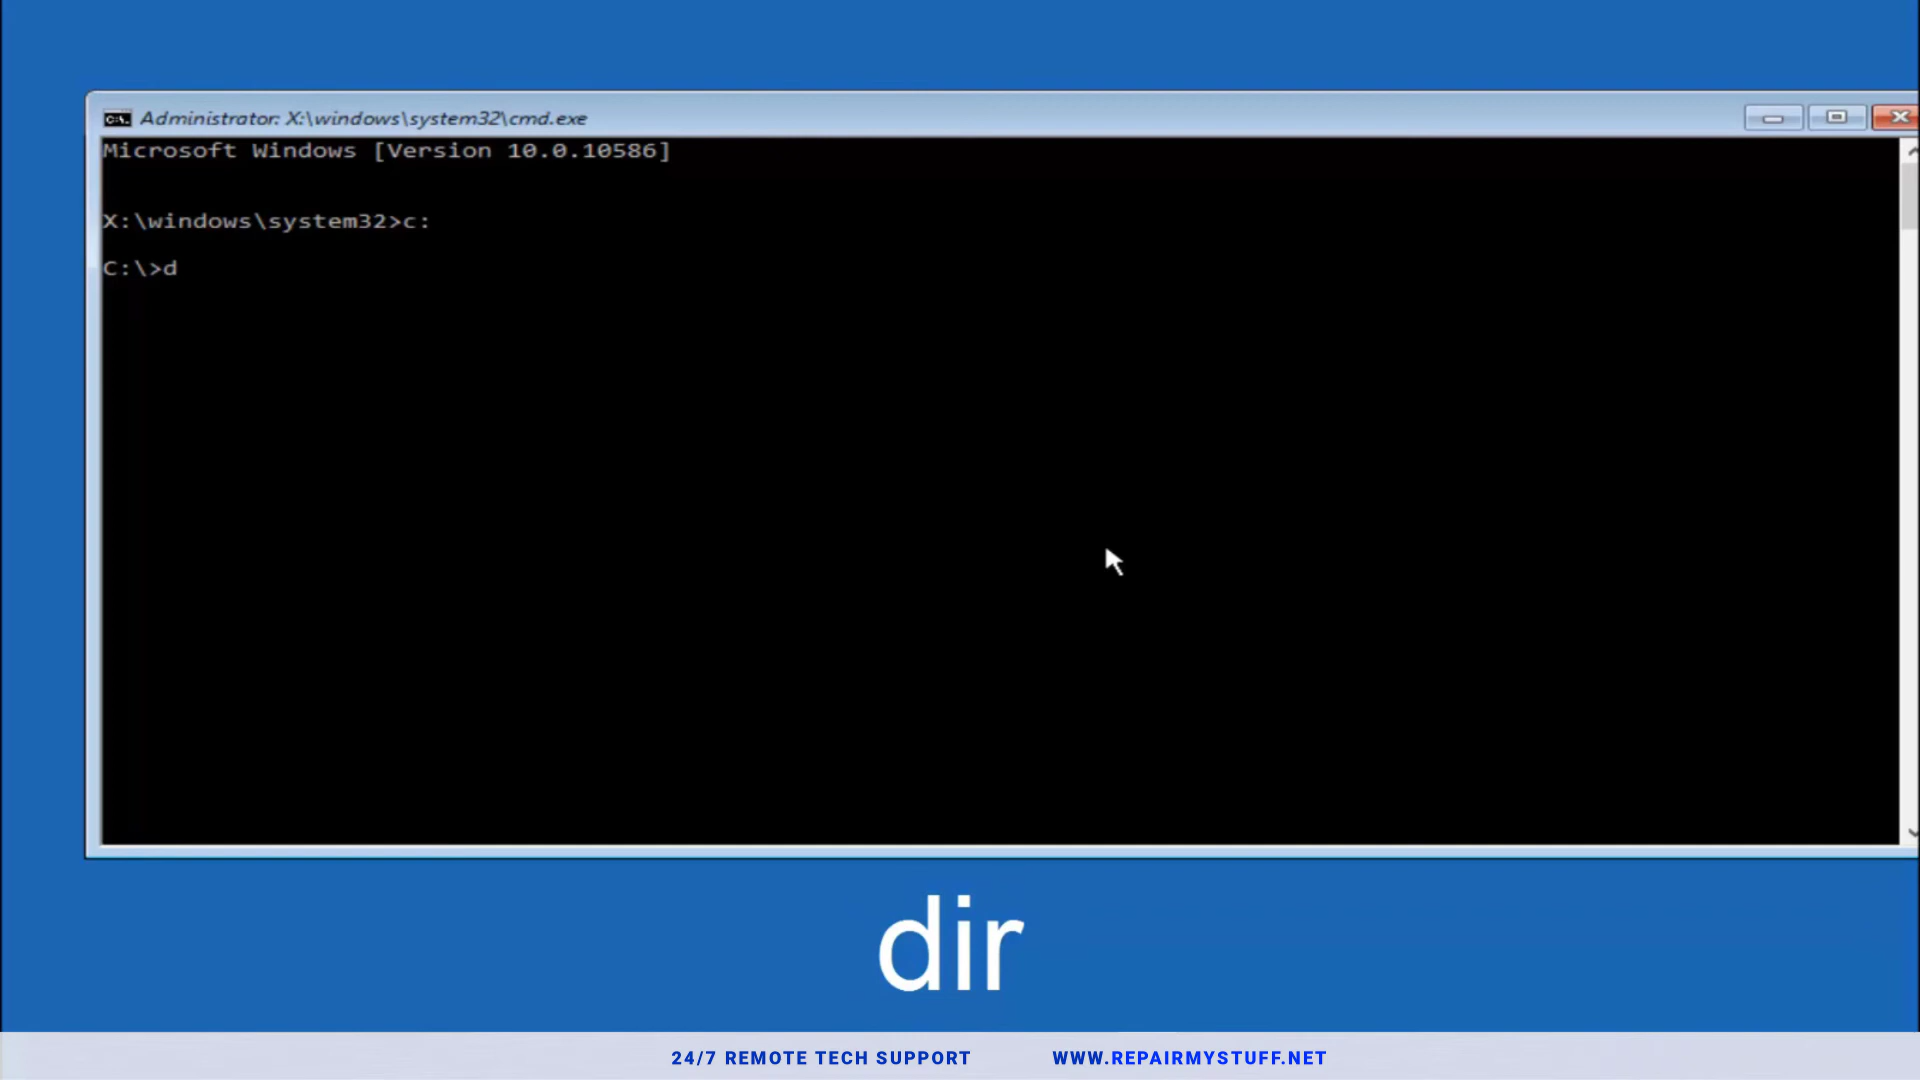 Administrator: X:\windows\system32\cmd.exe
Microsoft Windows [Version 10.0.10586]
X:\windows\system32>c:
C:\>d
dir
24/7 REMOTE TECH SUPPORT WWW.REPAIRMYSTUFF.NET